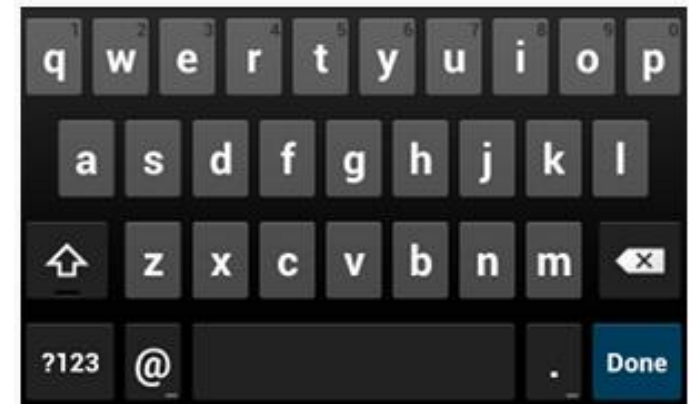 1 2 3 4 5 6 7 8 9 0
q w e r t y u i o p
a s d f g h j k l
z x c v b n m
?123 @ . Done